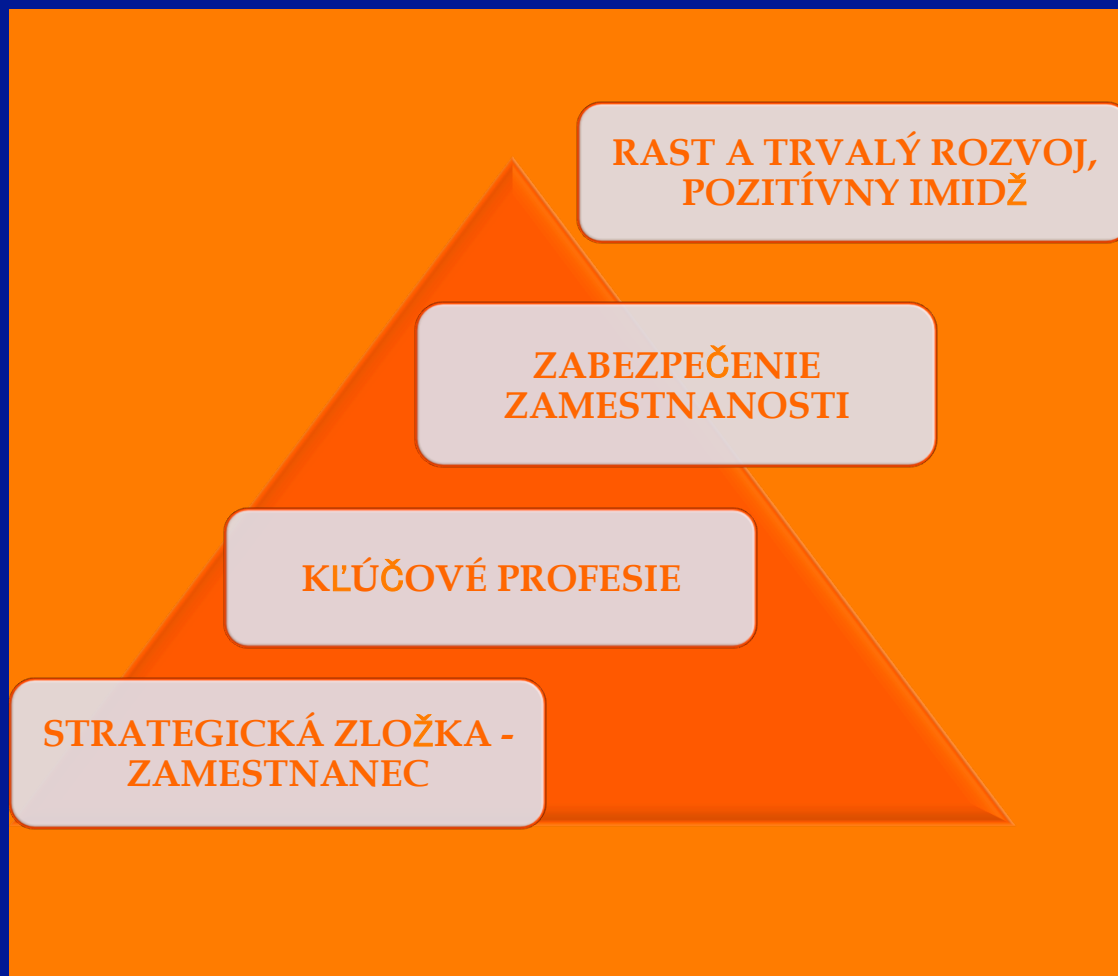 RAST A TRVALÝ ROZVOJ,
POZITÍVNY IMIDŽ
ZABEZPEČENIE
ZAMESTNANOSTI
KĽÚČOVÉ PROFESIE
STRATEGICKÁ ZLOŽKA -
ZAMESTNANEC